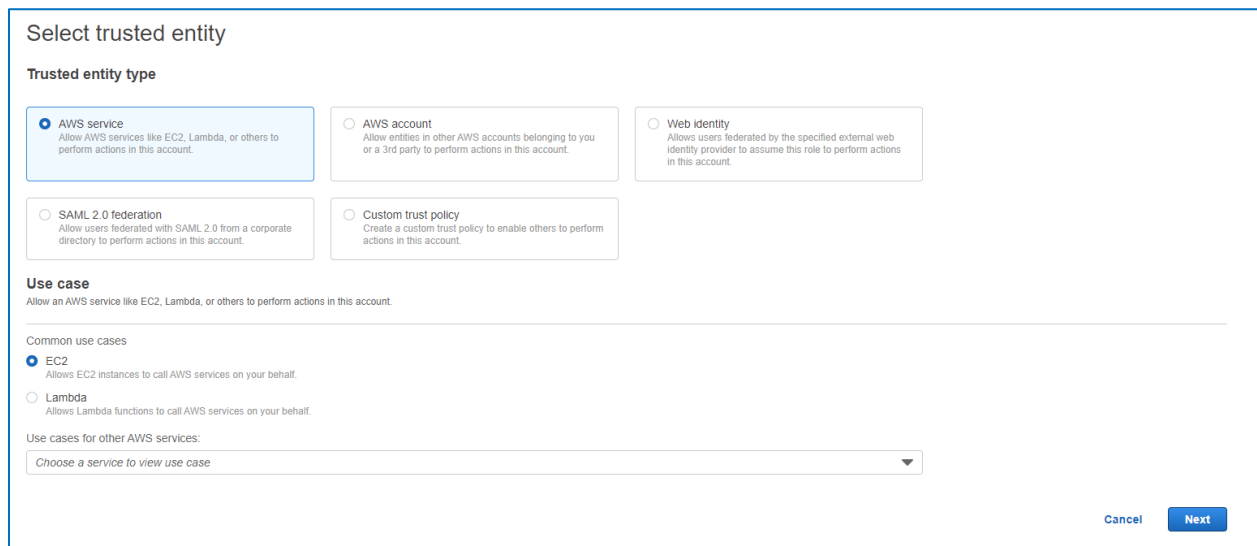 Select trusted entity
Trusted entity type
AWS service
Allow AWS services like EC2, Lambda, or others to
perform actions in this account.
AWS account
Allow entities in other AWS accounts belonging to you
or a 3rd party to perform actions in this account.
Web identity
Allows users federated by the specified external web
identity provider to assume this role to perform actions
in this account.
SAML 2.0 federation
Allow users federated with SAML 2.0 from a corporate
directory to perform actions in this account.
Custom trust policy
Create a custom trust policy to enable others to perform
actions in this account.
Use case
Allow an AWS service like EC2, Lambda, or others to perform actions in this account.
Common use cases
EC2
Allows EC2 instances to call AWS services on your behalf.
Lambda
Allows Lambda functions to call AWS services on your behalf.
Use cases for other AWS services:
Choose a service to view use case
Cancel
Next